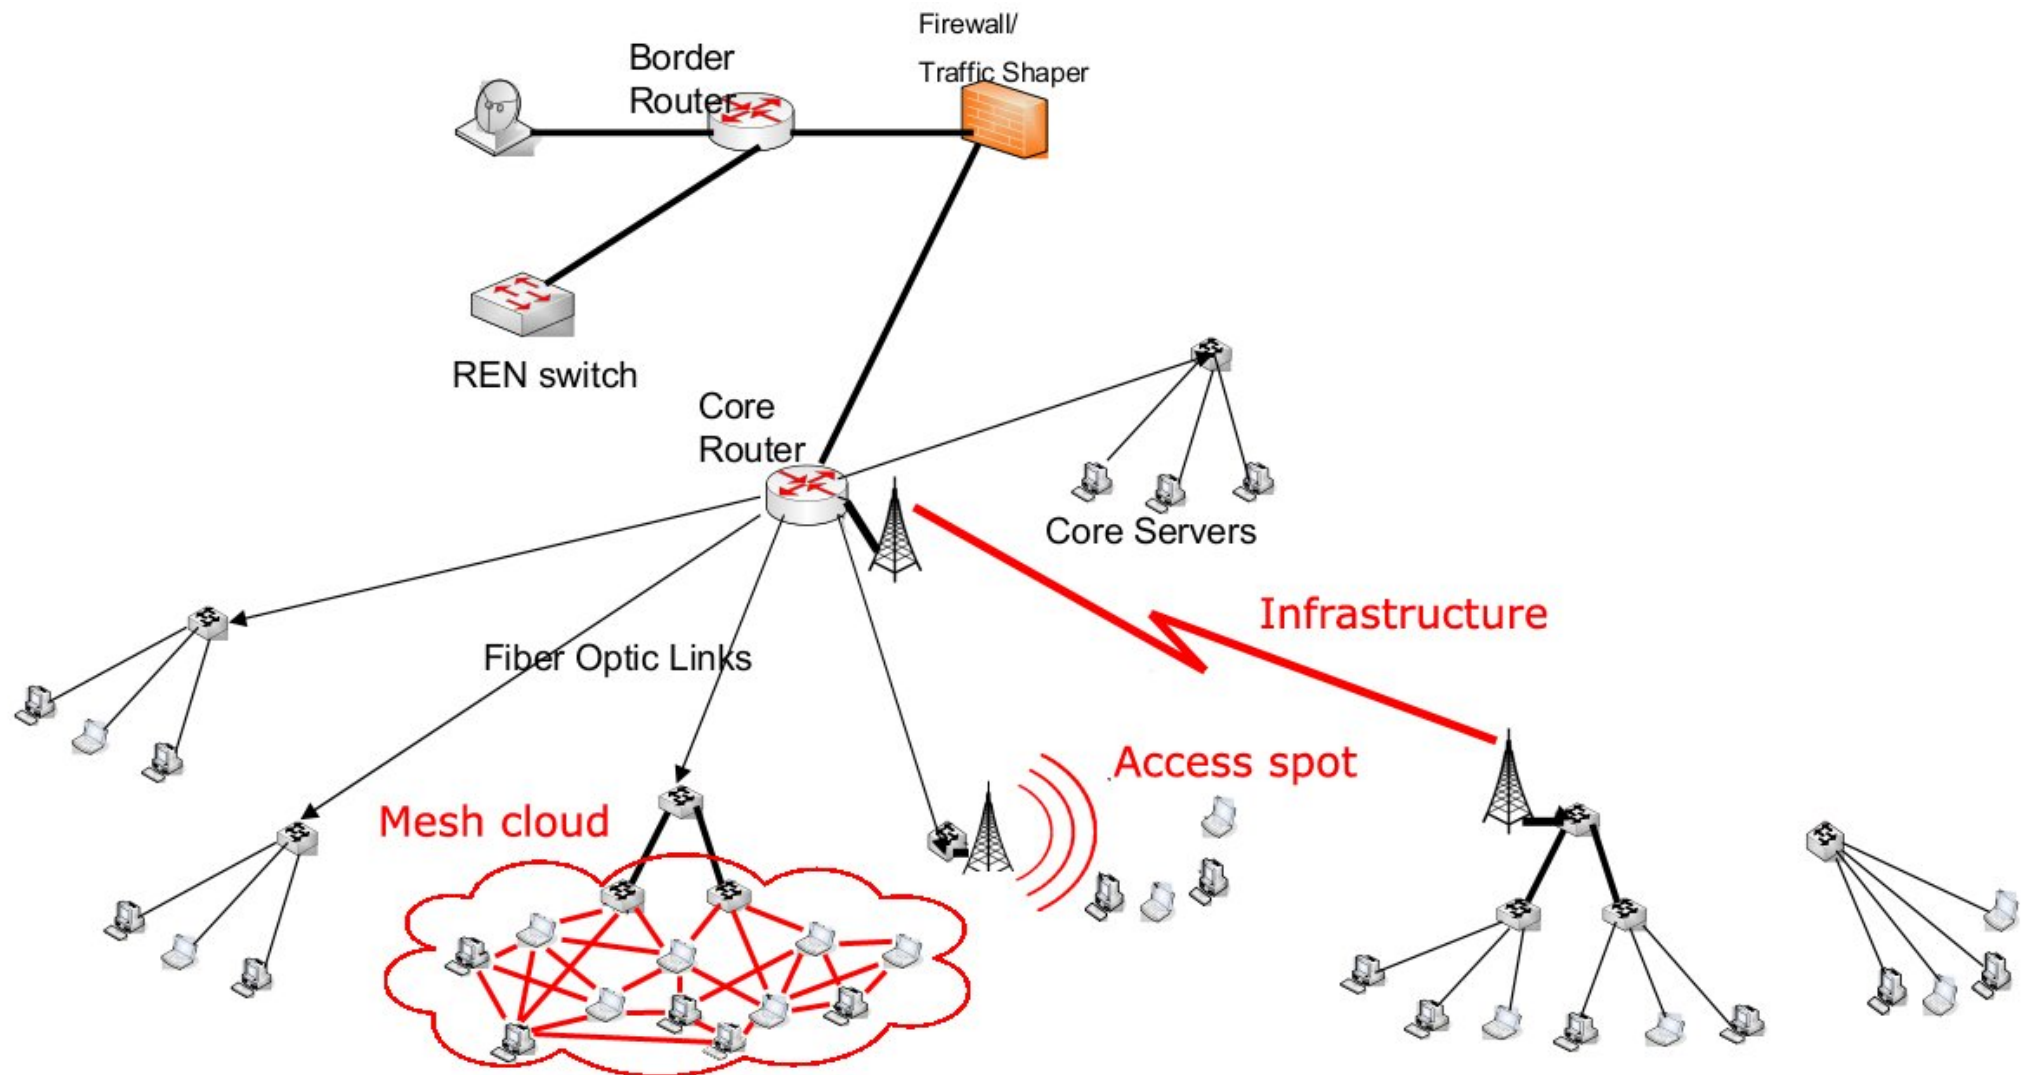 Firewall/
Traffic Shaper
Border
Router
REN switch
Core
Router
Core Servers
Infrastructure
Fiber Optic Links
Access spot
Mesh cloud